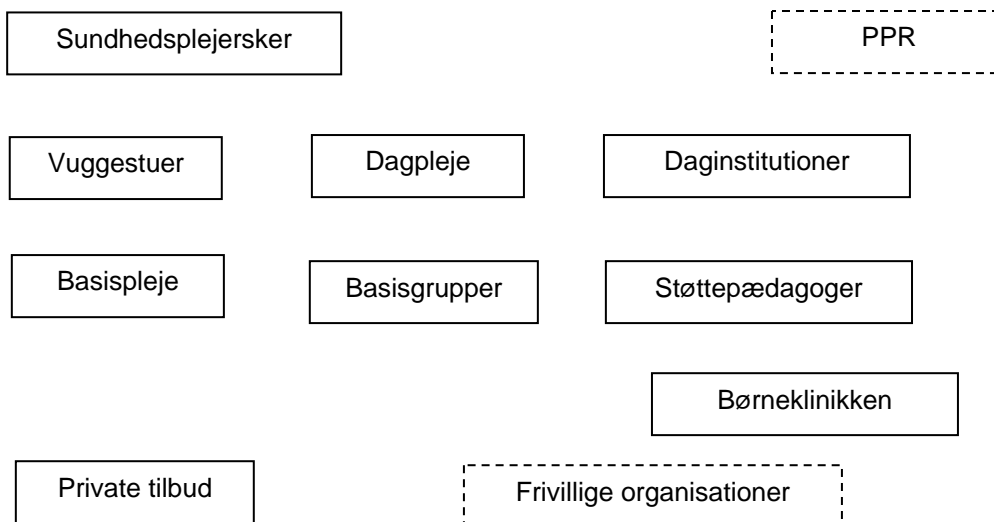 Sundhedsplejersker
PPR
Vuggestuer
Dagpleje
Daginstitutioner
Basispleje
Basisgrupper
Støttepædagoger
Børneklinikken
Private tilbud
Frivillige organisationer